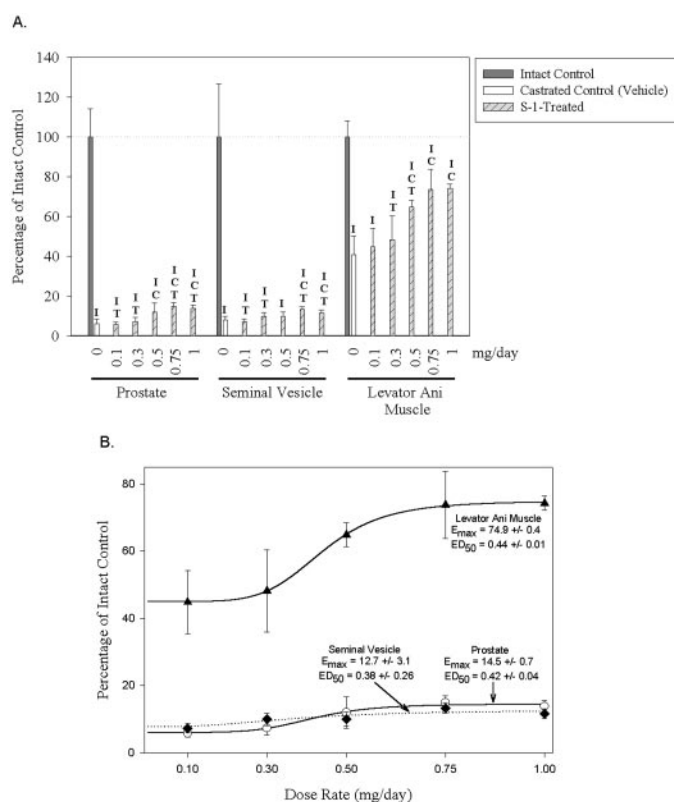 A.
Percentage of Intact Control
140
120
100
80
60
40
20
0
Intact Control
Castrated Control (Vehicle)
S-1-Treated
I
I
T
I
T
I
C
I
C
T
I
C
T
I
I
T
I
T
I
I
C
T
I
C
T
I
I
I
T
I
C
T
I
C
I
C
0 0.1 0.3 0.5 0.75 1 0 0.1 0.3 0.5 0.75 1 0 0.1 0.3 0.5 0.75 1 mg/day
Prostate Seminal Vesicle Levator Ani
Muscle
B.
Percentage of Intact Control
80
60
40
20
0
Levator Ani Muscle
Emax = 74.9 +/- 0.4
ED50 = 0.44 +/- 0.01
Seminal Vesicle
Emax = 12.7 +/- 3.1
ED50 = 0.38 +/- 0.26
Prostate
Emax = 14.5 +/- 0.7
ED50 = 0.42 +/- 0.04
0.10 0.30 0.50 0.75 1.00
Dose Rate (mg/day)